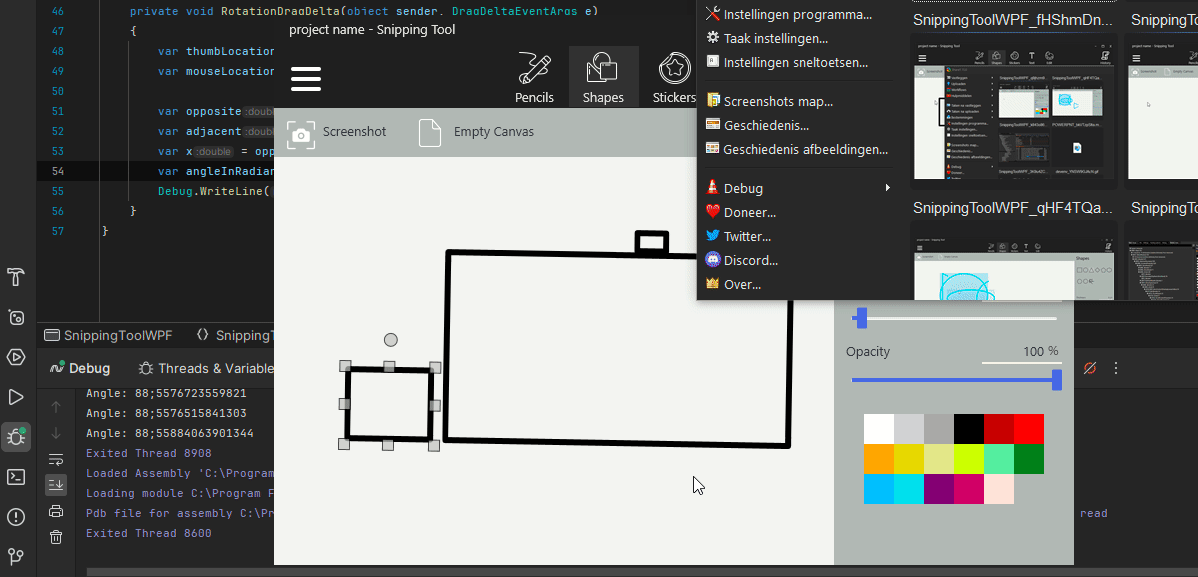 46 private void RotationDragDelta(object sender, DragDeltaEventArgs e)
47 {
48 var thumbLocation
49 var mouseLocation
50
51 var opposite :double
52 var adjacent :doub
53 var x :double = opp
54 var angleInRadian
55 Debug.WriteLine(
56 }
57 }
project name - Snipping Tool
Pencils
Shapes
Stickers
Screenshot
Empty Canvas
Instellingen programma...
Taak instellingen...
Instellingen sneltoetsen...
Screenshots map...
Geschiedenis...
Geschiedenis afbeeldingen...
Debug
Doneer...
Twitter...
Discord...
Over...
SnippingToolWPF_fHShmDn...
SnippingTo
SnippingToolWPF_qHF4TQa...
SnippingTo
Opacity
100 %
SnippingToolWPF
SnippingT
Debug
Threads & Variable
Angle: 88;5576723559821
Angle: 88;5576515841303
Angle: 88;55884063901344
Exited Thread 8908
Loaded Assembly 'C:\Program
Loading module C:\Program F
Pdb file for assembly C:\Pr
read
Exited Thread 8600